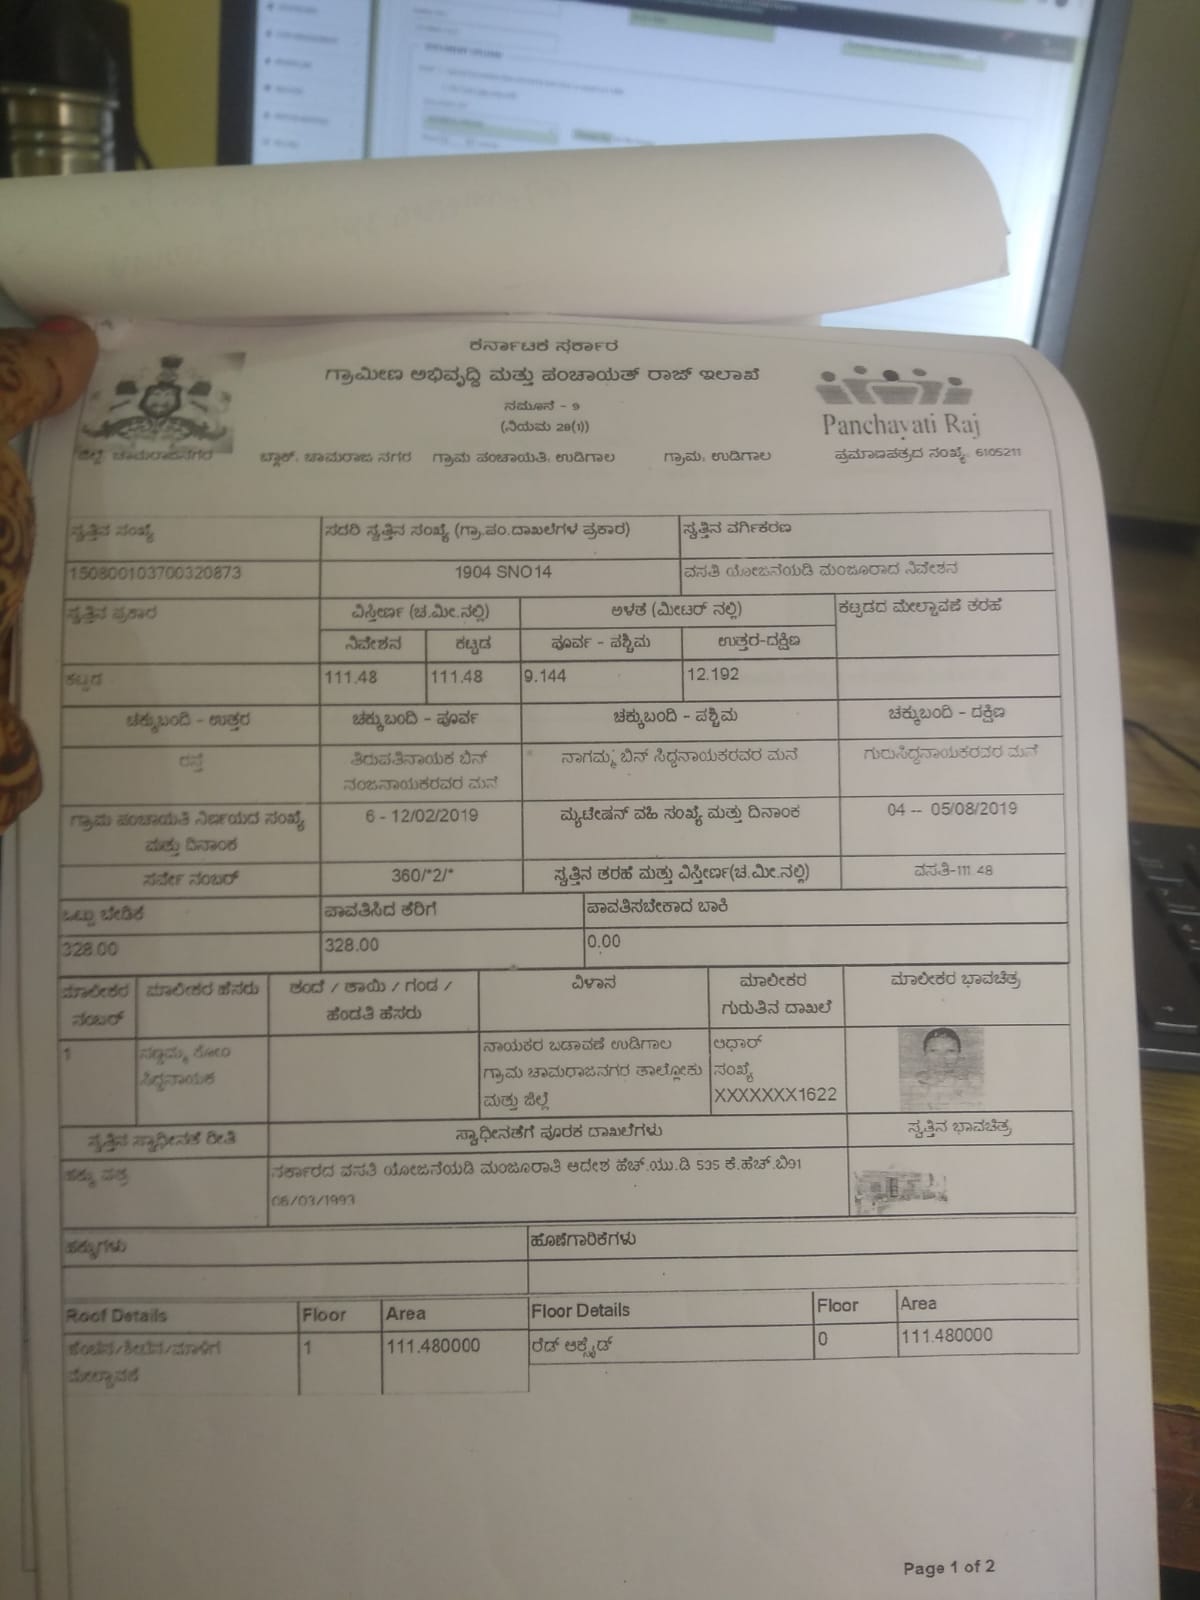 ಕರ್ನಾಟಕ ಸರ್ಕಾರ
ಗ್ರಾಮೀಣ ಅಭಿವೃದ್ಧಿ ಮತ್ತು ಪಂಚಾಯತ್ ರಾಜ್ ಇಲಾಖೆ
ನಮೂನೆ - 9
(ನಿಯಮ 28(1))
Panchayati Raj
ಜಿಲ್ಲೆ: ಚಾಮರಾಜನಗರ ಬ್ಲಾಕ್: ಚಾಮರಾಜ ನಗರ ಗ್ರಾಮ ಪಂಚಾಯತಿ: ಉಡಿಗಾಲ ಗ್ರಾಮ: ಉಡಿಗಾಲ ಪ್ರಮಾಣಪತ್ರದ ಸಂಖ್ಯೆ: 6105211
ಸ್ವತ್ತಿನ ಸಂಖ್ಯೆ ಸದರಿ ಸ್ವತ್ತಿನ ಸಂಖ್ಯೆ (ಗ್ರಾ.ಪಂ.ದಾಖಲೆಗಳ ಪ್ರಕಾರ) ಸ್ವತ್ತಿನ ವರ್ಗಿಕರಣ
150800103700320873 1904 SNO14 ವಸತಿ ಯೋಜನೆಯಡಿ ಮಂಜೂರಾದ ನಿವೇಶನ
ಸ್ವತ್ತಿನ ಪ್ರಕಾರ ವಿಸ್ತೀರ್ಣ (ಚ.ಮೀ.ನಲ್ಲಿ) ಅಳತೆ (ಮೀಟರ್ ನಲ್ಲಿ) ಕಟ್ಟಡದ ಮೇಲ್ಛಾವಣಿ ತರಹೆ
ನಿವೇಶನ ಕಟ್ಟಡ ಪೂರ್ವ - ಪಶ್ಚಿಮ ಉತ್ತರ-ದಕ್ಷಿಣ
ಕಟ್ಟಡ 111.48 111.48 9.144 12.192
ಚಕ್ಕುಬಂದಿ - ಉತ್ತರ ಚಕ್ಕುಬಂದಿ - ಪೂರ್ವ ಚಕ್ಕುಬಂದಿ - ಪಶ್ಚಿಮ ಚಕ್ಕುಬಂದಿ - ದಕ್ಷಿಣ
ರಸ್ತೆ ತಿರುಪತಿನಾಯಕ ಬಿನ್ ನಾಗಮ್ಮ ಬಿನ್ ಸಿದ್ದನಾಯಕರವರ ಮನೆ ಗುರುಸಿದ್ದನಾಯಕರವರ ಮನೆ
ನಂಜನಾಯಕರವರ ಮನೆ
ಗ್ರಾಮ ಪಂಚಾಯತಿ ನಿರ್ಣಯದ ಸಂಖ್ಯೆ 6 - 12/02/2019 ಮ್ಯುಟೇಷನ್ ವಹಿ ಸಂಖ್ಯೆ ಮತ್ತು ದಿನಾಂಕ 04 -- 05/08/2019
ಮತ್ತು ದಿನಾಂಕ
ಸರ್ವೇ ನಂಬರ್ 360/*2/* ಸ್ವತ್ತಿನ ತರಹೆ ಮತ್ತು ವಿಸ್ತೀರ್ಣ(ಚ.ಮೀ.ನಲ್ಲಿ) ವಸತಿ-111.48
ಒಟ್ಟು ಬೇಡಿಕೆ ಪಾವತಿಸಿದ ಕರಿಗೆ ಪಾವತಿಸಬೇಕಾದ ಬಾಕಿ
328.00 328.00 0.00
ಮಾಲೀಕರ ಮಾಲೀಕರ ಹೆಸರು ತಂದೆ / ತಾಯಿ / ಗಂಡ / ವಿಳಾಸ ಮಾಲೀಕರ ಮಾಲೀಕರ ಭಾವಚಿತ್ರ
ನಂಬರ್ ಹೆಂಡತಿ ಹೆಸರು ಗುರುತಿನ ದಾಖಲೆ
1 ಸಣ್ಣಮ್ಮ ಕೋಂ ನಾಯಕರ ಬಡಾವಣೆ ಉಡಿಗಾಲ ಆಧಾರ್
ಸಿದ್ದನಾಯಕ ಗ್ರಾಮ ಚಾಮರಾಜನಗರ ತಾಲ್ಲೋಕು ಸಂಖ್ಯೆ
ಮತ್ತು ಜಿಲ್ಲೆ XXXXXXX1622
ಸ್ವತ್ತಿನ ಸ್ವಾಧೀನತೆ ರೀತಿ ಸ್ವಾಧೀನತೆಗೆ ಪೂರಕ ದಾಖಲೆಗಳು ಸ್ವತ್ತಿನ ಭಾವಚಿತ್ರ
ಹಕ್ಕು ಪತ್ರ ಸರ್ಕಾರದ ವಸತಿ ಯೋಜನೆಯಡಿ ಮಂಜೂರಾತಿ ಆದೇಶ ಹೆಚ್.ಯು.ಡಿ 535 ಕೆ.ಹೆಚ್.ಬಿ91
06/03/1993
ಹಕ್ಕುಗಳು ಹೊಣೆಗಾರಿಕೆಗಳು
Roof Details Floor Area Floor Details Floor Area
ಹಂಚಿನ/ಶೀಟಿನ/ಮಾಳಿಗೆ 1 111.480000 ರೆಡ್ ಆಕ್ಸೈಡ್ 0 111.480000
ಮೇಲ್ಛಾವಣಿ
Page 1 of 2